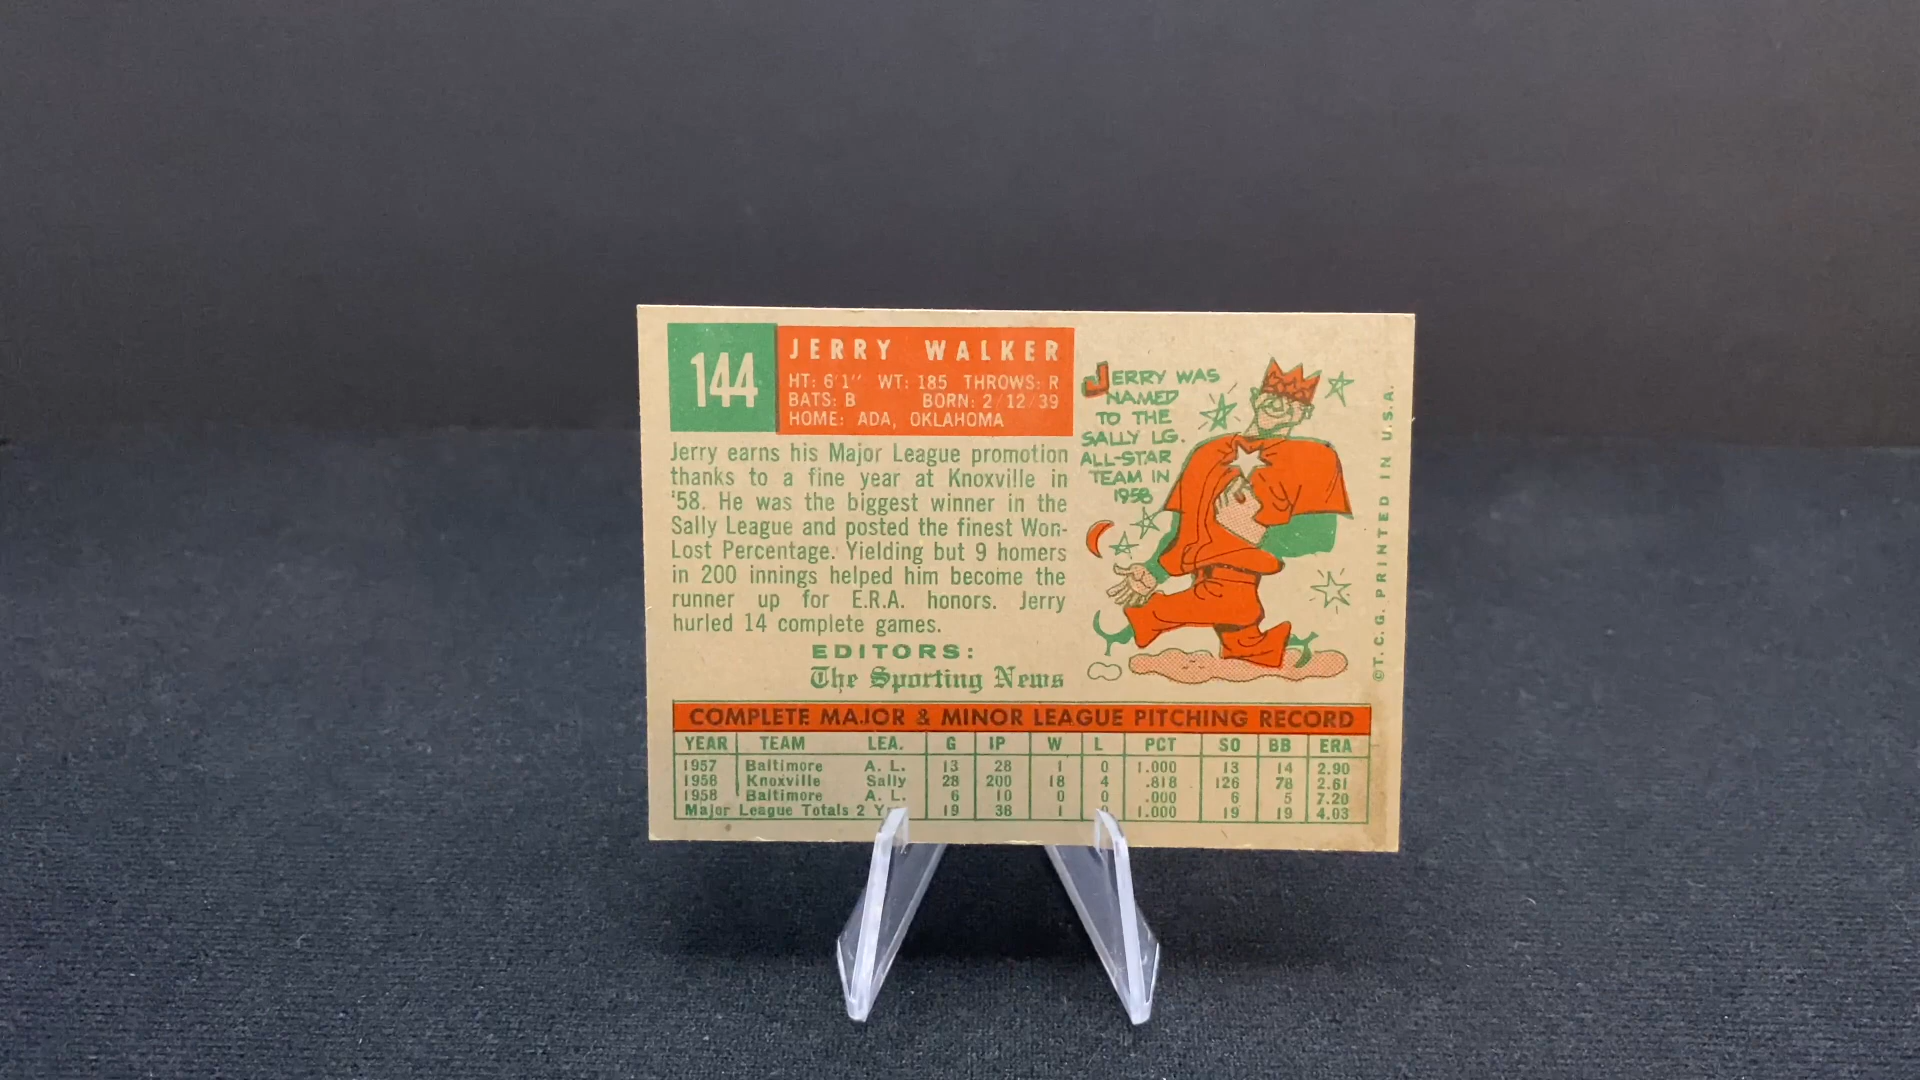 144
JERRY WALKER
HT: 6'1" WT: 185 THROWS: R
BATS: B BORN: 2/12/39
HOME: ADA, OKLAHOMA
Jerry earns his Major League promotion
thanks to a fine year at Knoxville in
'58. He was the biggest winner in the
Sally League and posted the finest Won-
Lost Percentage. Yielding but 9 homers
in 200 innings helped him become the
runner up for E.R.A. honors. Jerry
hurled 14 complete games.
EDITORS:
The Sporting News
JERRY WAS
NAMED
TO THE
SALLY LG.
ALL-STAR
TEAM IN
1958
©T.C.G. PRINTED IN U.S.A.
COMPLETE MAJOR & MINOR LEAGUE PITCHING RECORD
YEAR TEAM LEA. G IP W L PCT SO BB ERA
1957 Baltimore A. L. 13 28 1 0 1.000 13 14 2.90
1958 Knoxville Sally 28 200 18 4 .818 126 78 2.61
1958 Baltimore A. L. 6 10 0 0 .000 6 5 7.20
Major League Totals 2 19 38 1 0 1.000 19 19 4.03